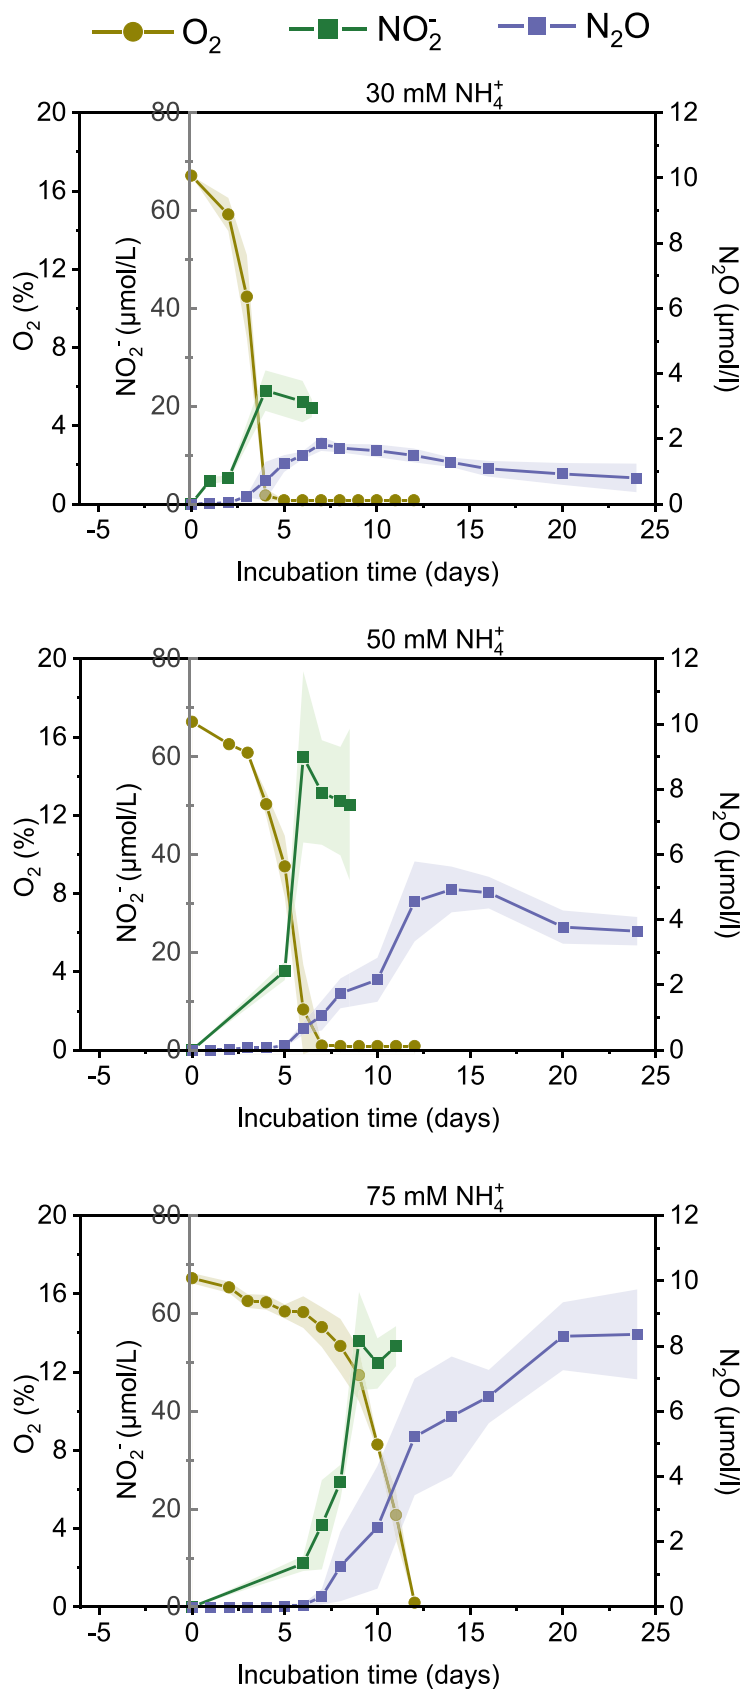 O₂ NO₂⁻ N₂O
30 mM NH₄⁺
20 80 12
16 60 10
12 40 8
8 20 6
4 0 4
0 2
0
O₂ (%)
NO₂⁻ (μmol/L)
N₂O (μmol/l)
-5 0 5 10 15 20 25
Incubation time (days)
50 mM NH₄⁺
20 80 12
16 60 10
12 40 8
8 20 6
4 0 4
0 2
0
O₂ (%)
NO₂⁻ (μmol/L)
N₂O (μmol/l)
-5 0 5 10 15 20 25
Incubation time (days)
75 mM NH₄⁺
20 80 12
16 60 10
12 40 8
8 20 6
4 0 4
0 2
0
O₂ (%)
NO₂⁻ (μmol/L)
N₂O (μmol/l)
-5 0 5 10 15 20 25
Incubation time (days)